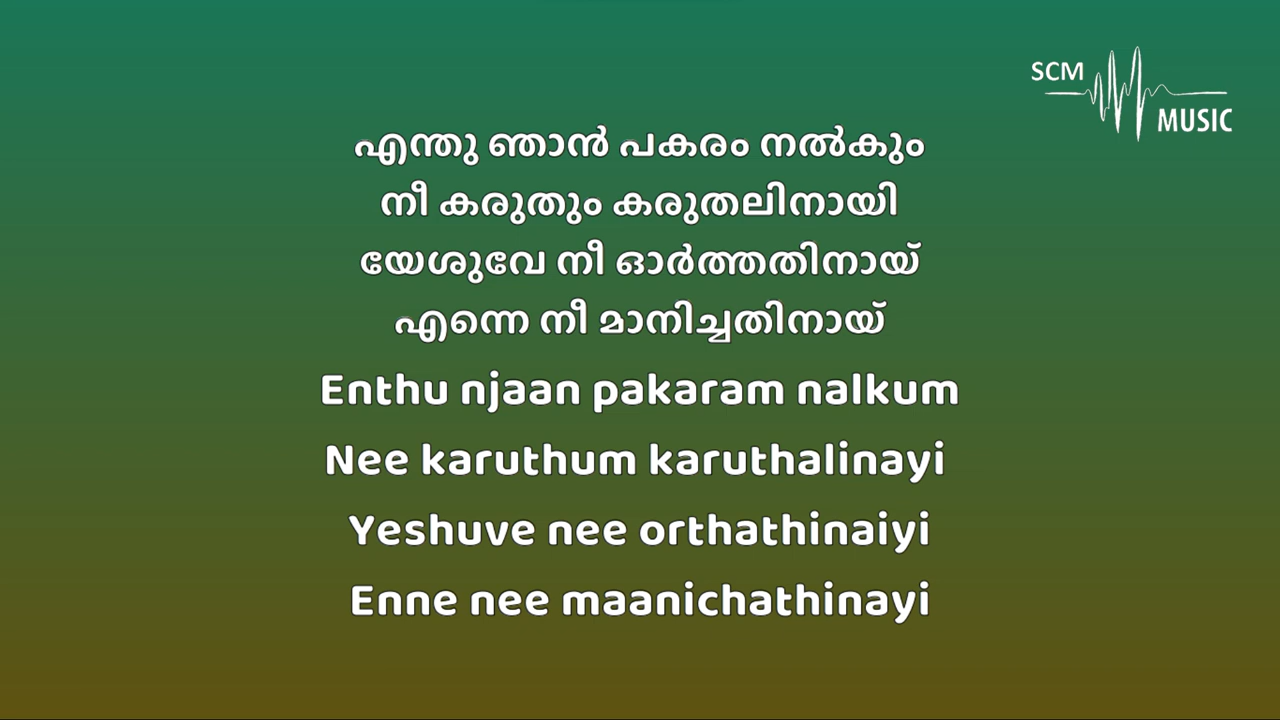 SCM
MUSIC
എന്തു ഞാൻ പകരം നൽകും
നീ കരുതും കരുതലിനായി
യേശുവേ നീ ഓർത്തതിനായ്
എന്നെ നീ മാനിച്ചതിനായ്
Enthu njaan pakaram nalkum
Nee karuthum karuthalinayi
Yeshuve nee orthathinaiyi
Enne nee maanichathinayi